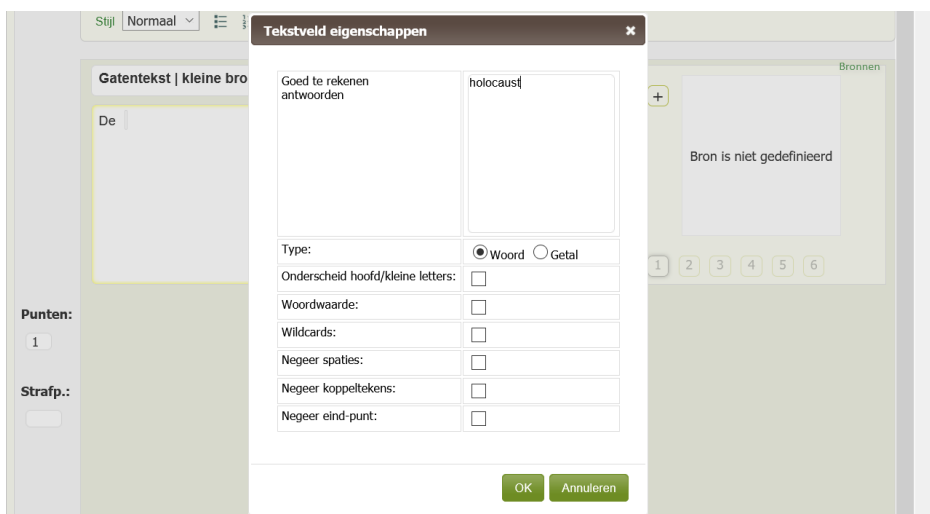 Stijl Normaal
Tekstveld eigenschappen
Bronnen
Gatentekst | kleine bro
Goed te rekenen
antwoorden
holocaust
+
De
Bron is niet gedefinieerd
Type:
Woord Getal
1 2 3 4 5 6
Onderscheid hoofd/kleine letters:
Woordwaarde:
Punten:
Wildcards:
1
Negeer spaties:
Negeer koppeltekens:
Strafp.:
Negeer eind-punt:
OK Annuleren